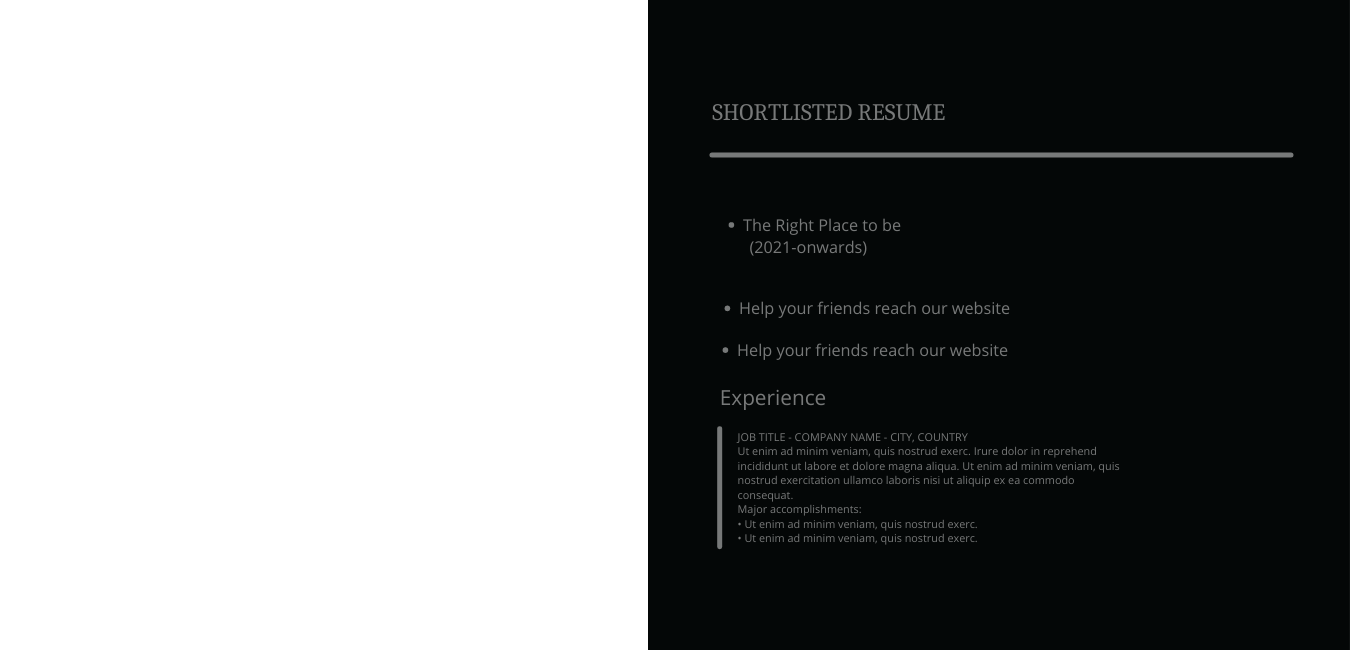 SHORTLISTED RESUME
• The Right Place to be
(2021-onwards)
• Help your friends reach our website
• Help your friends reach our website
Experience
JOB TITLE - COMPANY NAME - CITY, COUNTRY
Ut enim ad minim veniam, quis nostrud exerc. Irure dolor in reprehend
incididunt ut labore et dolore magna aliqua. Ut enim ad minim veniam, quis
nostrud exercitation ullamco laboris nisi ut aliquip ex ea commodo
consequat.
Major accomplishments:
• Ut enim ad minim veniam, quis nostrud exerc.
• Ut enim ad minim veniam, quis nostrud exerc.